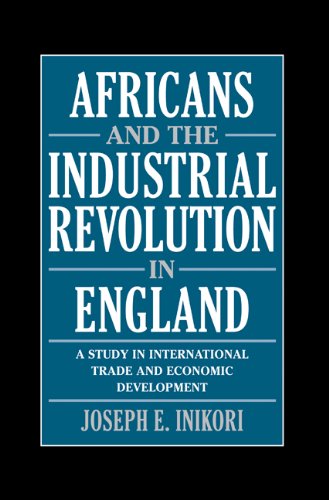 AFRICANS
AND THE
INDUSTRIAL
REVOLUTION
IN
ENGLAND
A STUDY IN INTERNATIONAL
TRADE AND ECONOMIC
DEVELOPMENT
JOSEPH E. INIKORI